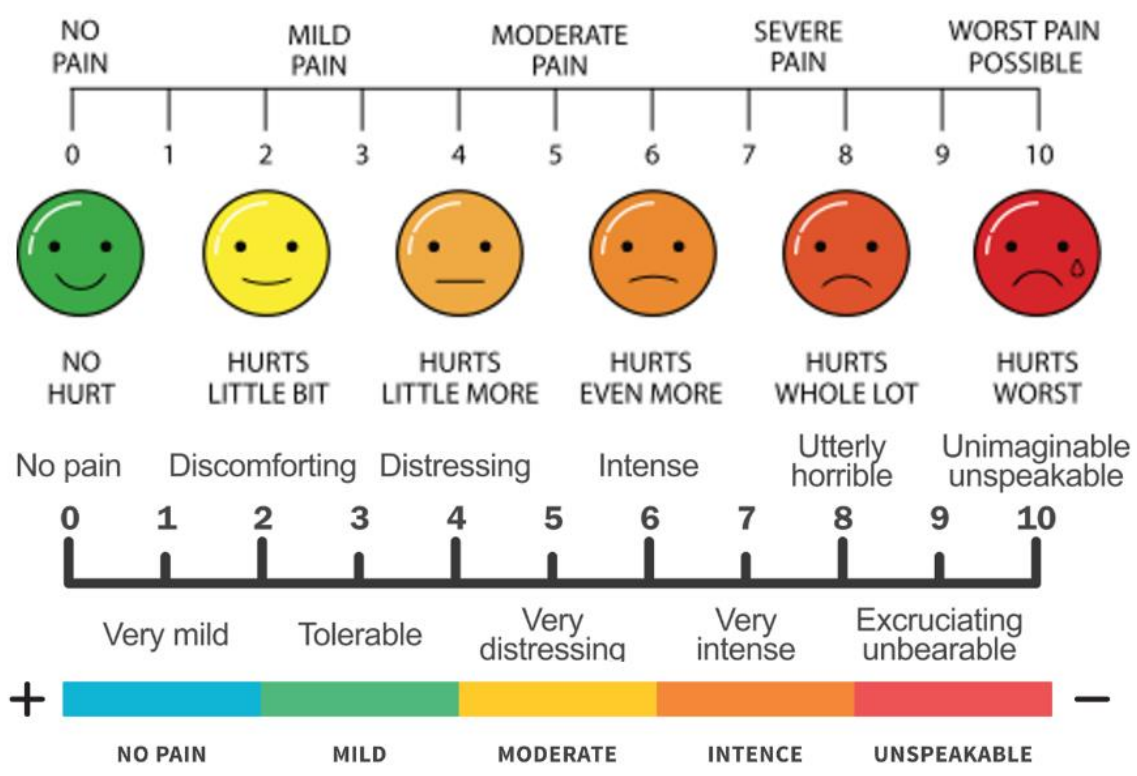 NO PAIN
MILD PAIN
MODERATE PAIN
SEVERE PAIN
WORST PAIN POSSIBLE
0 1 2 3 4 5 6 7 8 9 10
NO HURT
HURTS LITTLE BIT
HURTS LITTLE MORE
HURTS EVEN MORE
HURTS WHOLE LOT
HURTS WORST
No pain
Discomforting
Distressing
Intense
Utterly horrible
Unimaginable unspeakable
0 1 2 3 4 5 6 7 8 9 10
Very mild
Tolerable
Very distressing
Very intense
Excruciating unbearable
+ −
NO PAIN MILD MODERATE INTENCE UNSPEAKABLE